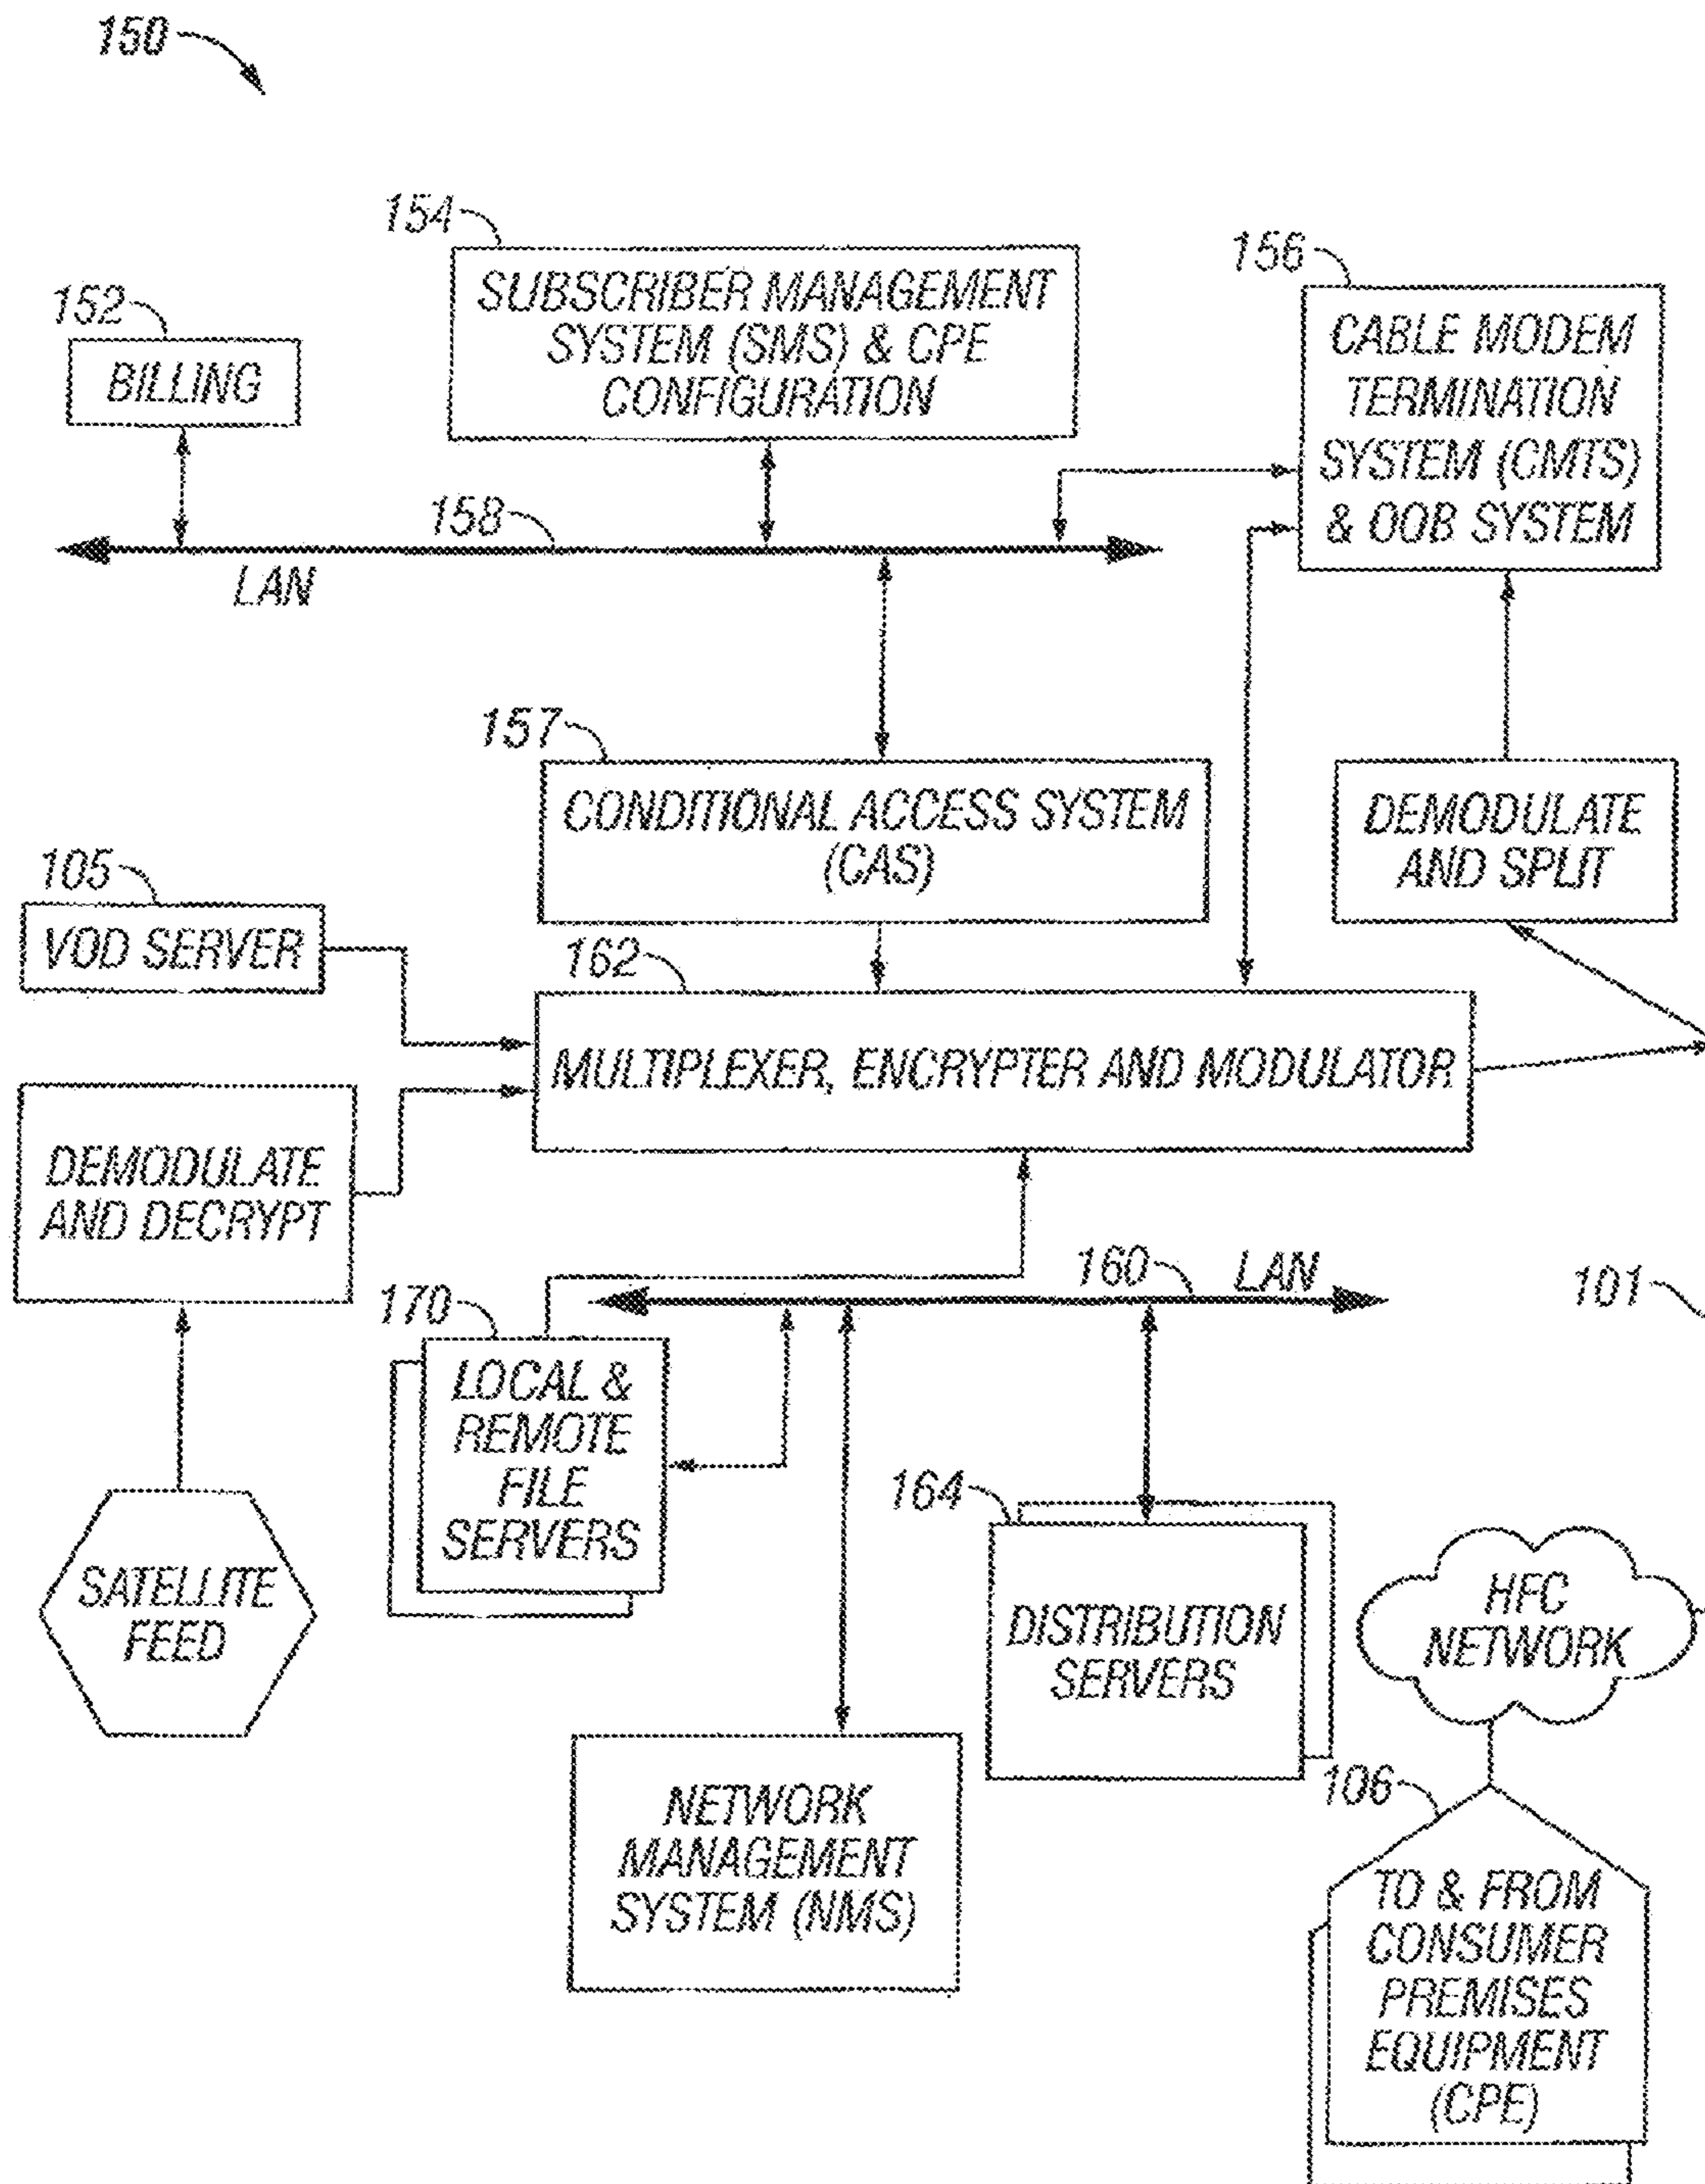 150
154
SUBSCRIBER MANAGEMENT
SYSTEM (SMS) & CPE
CONFIGURATION
156
CABLE MODEM
TERMINATION
SYSTEM (CMTS)
& OOB SYSTEM
152
BILLING
158
LAN
157
CONDITIONAL ACCESS SYSTEM
(CAS)
DEMODULATE
AND SPLIT
105
VOD SERVER
162
MULTIPLEXER, ENCRYPTER AND MODULATOR
DEMODULATE
AND DECRYPT
160
LAN
101
170
LOCAL &
REMOTE
FILE
SERVERS
SATELLITE
FEED
164
DISTRIBUTION
SERVERS
HFC
NETWORK
NETWORK
MANAGEMENT
SYSTEM (NMS)
106
TO & FROM
CONSUMER
PREMISES
EQUIPMENT
(CPE)